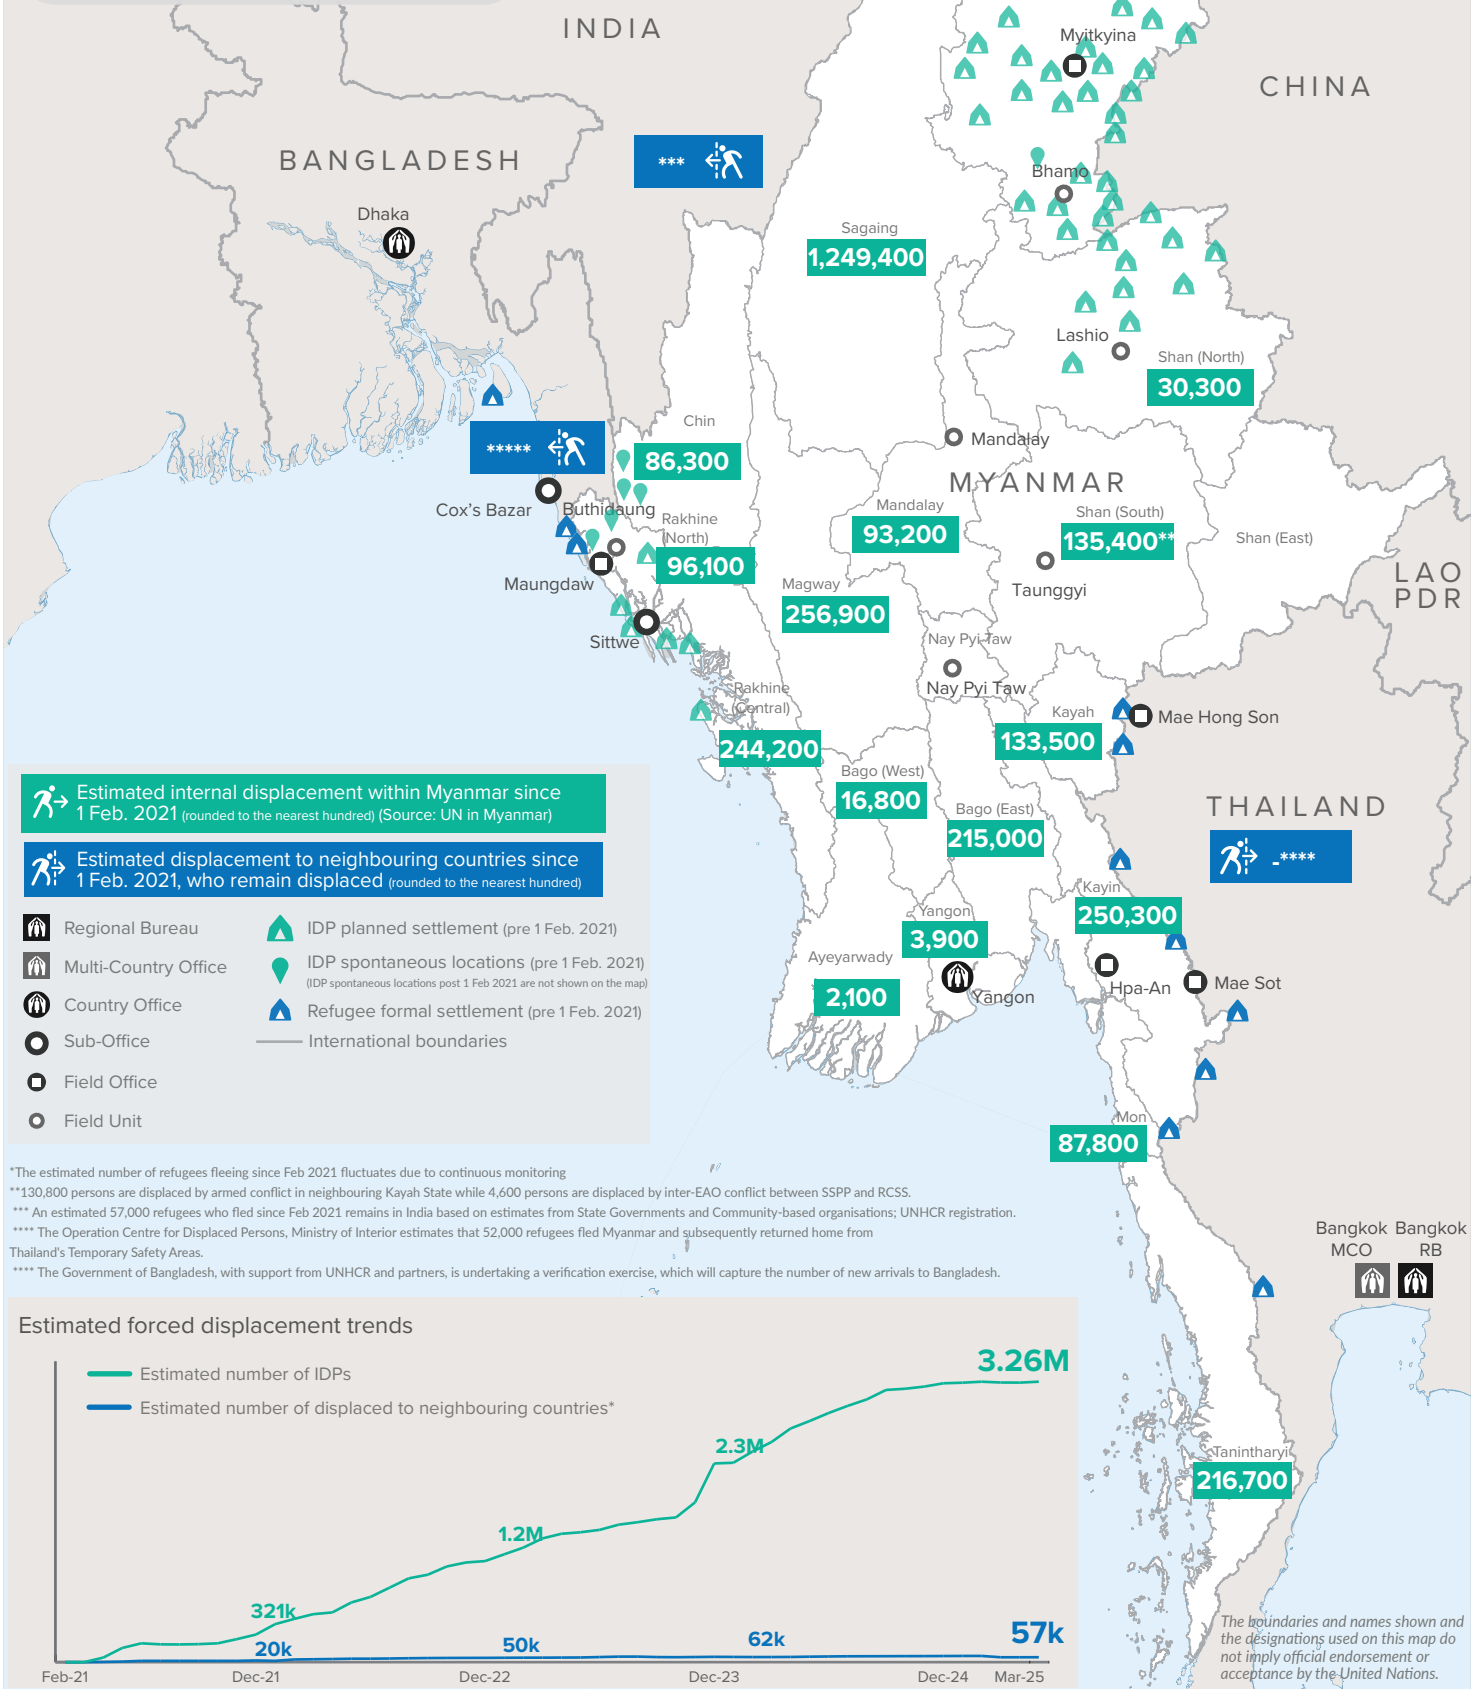 INDIA
Myitkyina
CHINA
BANGLADESH
***
Bhamo
Dhaka
Sagaing
1,249,400
Lashio
Shan (North)
30,300
Chin
86,300
*****
Mandalay
MYANMAR
Cox's Bazar
Buthidaung
Rakhine
(North)
96,100
Mandalay
93,200
Shan (South)
135,400**
Shan (East)
LAO
PDR
Maungdaw
Magway
256,900
Taunggyi
Sittwe
Nay Pyi Taw
Nay Pyi Taw
Rakhine
(Central)
244,200
Kayah
133,500
Mae Hong Son
Bago (West)
16,800
Bago (East)
215,000
THAILAND
-****
Kayin
250,300
Yangon
3,900
Ayeyarwady
2,100
Yangon
Hpa-An
Mae Sot
Mon
87,800
Estimated internal displacement within Myanmar since
1 Feb. 2021 (rounded to the nearest hundred) (Source: UN in Myanmar)
Estimated displacement to neighbouring countries since
1 Feb. 2021, who remain displaced (rounded to the nearest hundred)
Regional Bureau
Multi-Country Office
Country Office
Sub-Office
Field Office
Field Unit
IDP planned settlement (pre 1 Feb. 2021)
IDP spontaneous locations (pre 1 Feb. 2021)
(IDP spontaneous locations post 1 Feb 2021 are not shown on the map)
Refugee formal settlement (pre 1 Feb. 2021)
International boundaries
*The estimated number of refugees fleeing since Feb 2021 fluctuates due to continuous monitoring
**130,800 persons are displaced by armed conflict in neighbouring Kayah State while 4,600 persons are displaced by inter-EAO conflict between SSPP and RCSS.
*** An estimated 57,000 refugees who fled since Feb 2021 remains in India based on estimates from State Governments and Community-based organisations; UNHCR registration.
**** The Operation Centre for Displaced Persons, Ministry of Interior estimates that 52,000 refugees fled Myanmar and subsequently returned home from
Thailand's Temporary Safety Areas.
**** The Government of Bangladesh, with support from UNHCR and partners, is undertaking a verification exercise, which will capture the number of new arrivals to Bangladesh.
Bangkok
MCO
Bangkok
RB
Estimated forced displacement trends
Estimated number of IDPs
Estimated number of displaced to neighbouring countries*
3.26M
2.3M
1.2M
321k
20k
50k
62k
57k
Feb-21
Dec-21
Dec-22
Dec-23
Dec-24
Mar-25
Tanintharyi
216,700
The boundaries and names shown and
the designations used on this map do
not imply official endorsement or
acceptance by the United Nations.